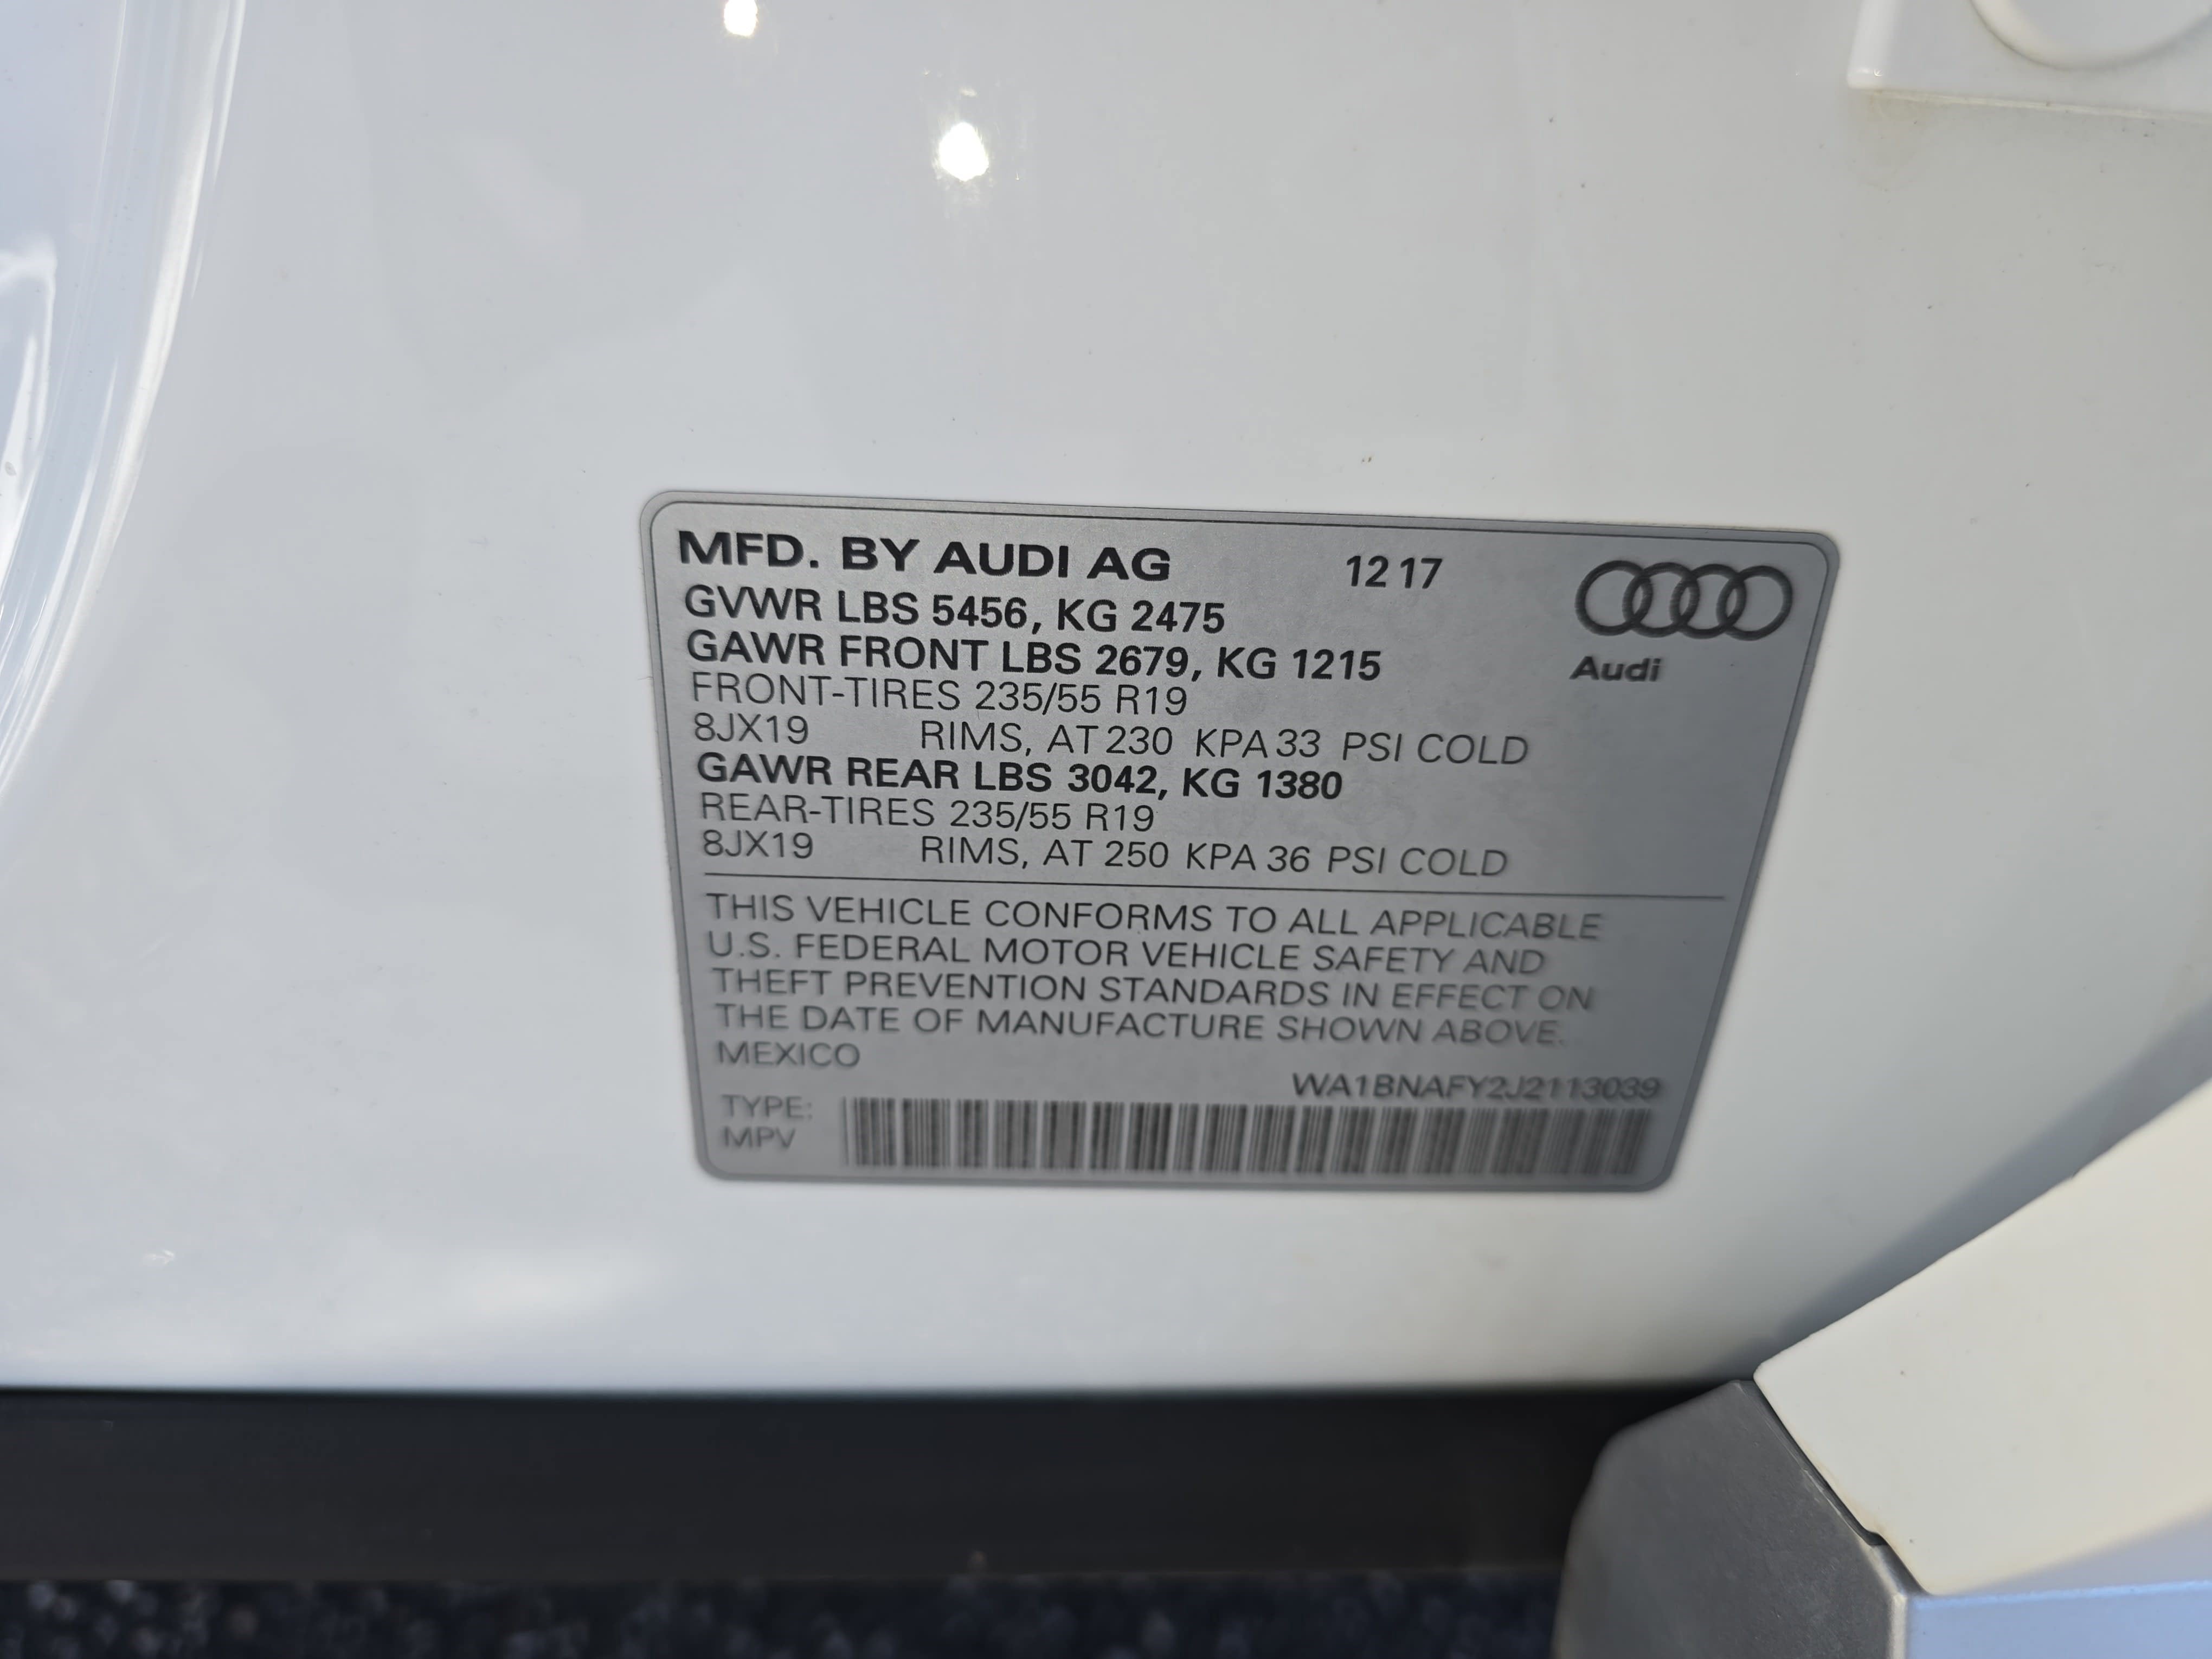 MFD. BY AUDI AG 12 17
GVWR LBS 5456, KG 2475
GAWR FRONT LBS 2679, KG 1215
Audi
FRONT-TIRES 235/55 R19
8JX19 RIMS, AT 230 KPA 33 PSI COLD
GAWR REAR LBS 3042, KG 1380
REAR-TIRES 235/55 R19
8JX19 RIMS, AT 250 KPA 36 PSI COLD
THIS VEHICLE CONFORMS TO ALL APPLICABLE
U.S. FEDERAL MOTOR VEHICLE SAFETY AND
THEFT PREVENTION STANDARDS IN EFFECT ON
THE DATE OF MANUFACTURE SHOWN ABOVE.
MEXICO
WA1BNAFY2J2113039
TYPE:
MPV